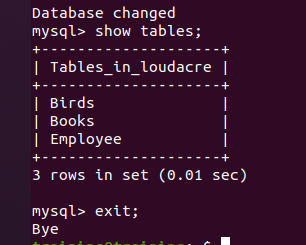 Database changed
mysql> show tables;
+--------------------+
| Tables_in_loudacre |
+--------------------+
| Birds              |
| Books              |
| Employee           |
+--------------------+
3 rows in set (0.01 sec)
mysql> exit;
Bye